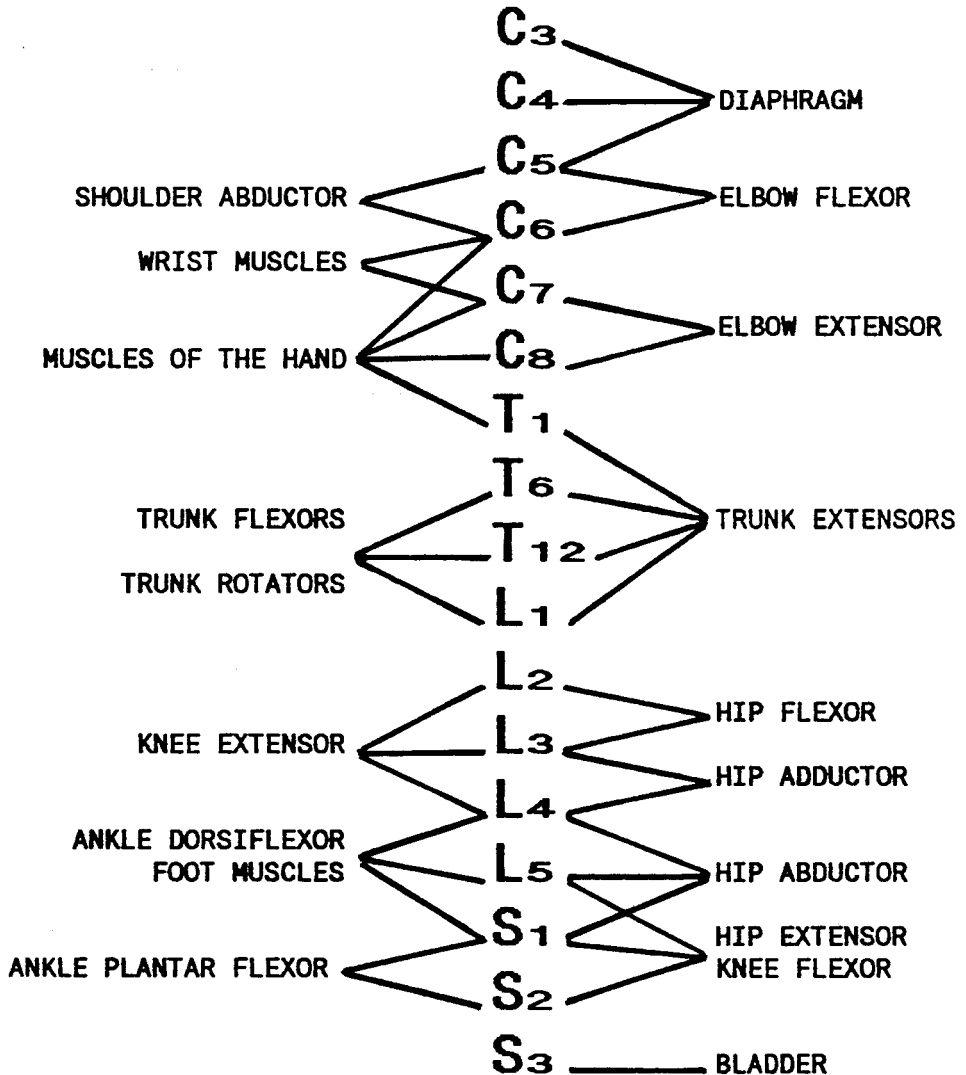 C3
C4
DIAPHRAGM
C5
SHOULDER ABDUCTOR
ELBOW FLEXOR
C6
WRIST MUSCLES
C7
ELBOW EXTENSOR
MUSCLES OF THE HAND
C8
T1
T6
TRUNK FLEXORS
TRUNK EXTENSORS
T12
TRUNK ROTATORS
L1
L2
HIP FLEXOR
KNEE EXTENSOR
L3
HIP ADDUCTOR
L4
ANKLE DORSIFLEXOR
FOOT MUSCLES
L5
HIP ABDUCTOR
S1
HIP EXTENSOR
KNEE FLEXOR
ANKLE PLANTAR FLEXOR
S2
S3
BLADDER